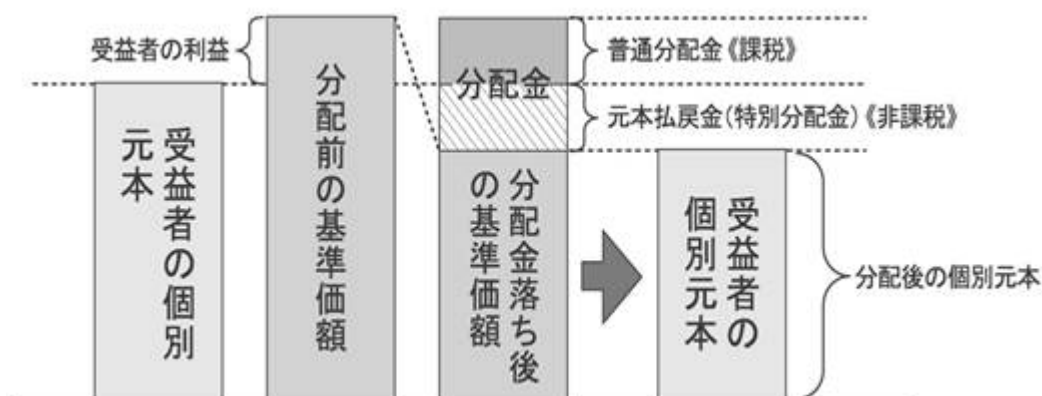 受益者の利益
受益者の個別
元本
分配前の基準価額
分配金
分配金落ち後
の基準価額
普通分配金《課税》
元本払戻金(特別分配金)《非課税》
受益者の
個別元本
分配後の個別元本